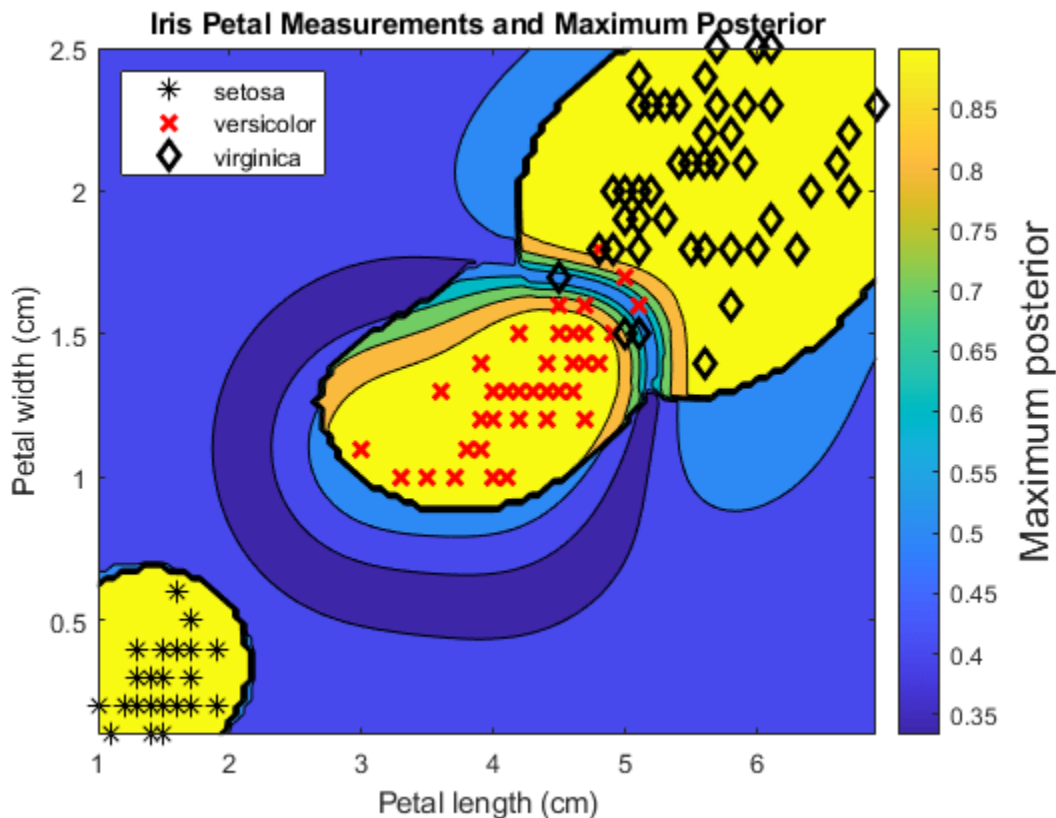 Iris Petal Measurements and Maximum Posterior
setosa
versicolor
virginica
2.5
2
1.5
1
0.5
Petal width (cm)
1 2 3 4 5 6
Petal length (cm)
0.85
0.8
0.75
0.7
0.65
0.6
0.55
0.5
0.45
0.4
0.35
Maximum posterior